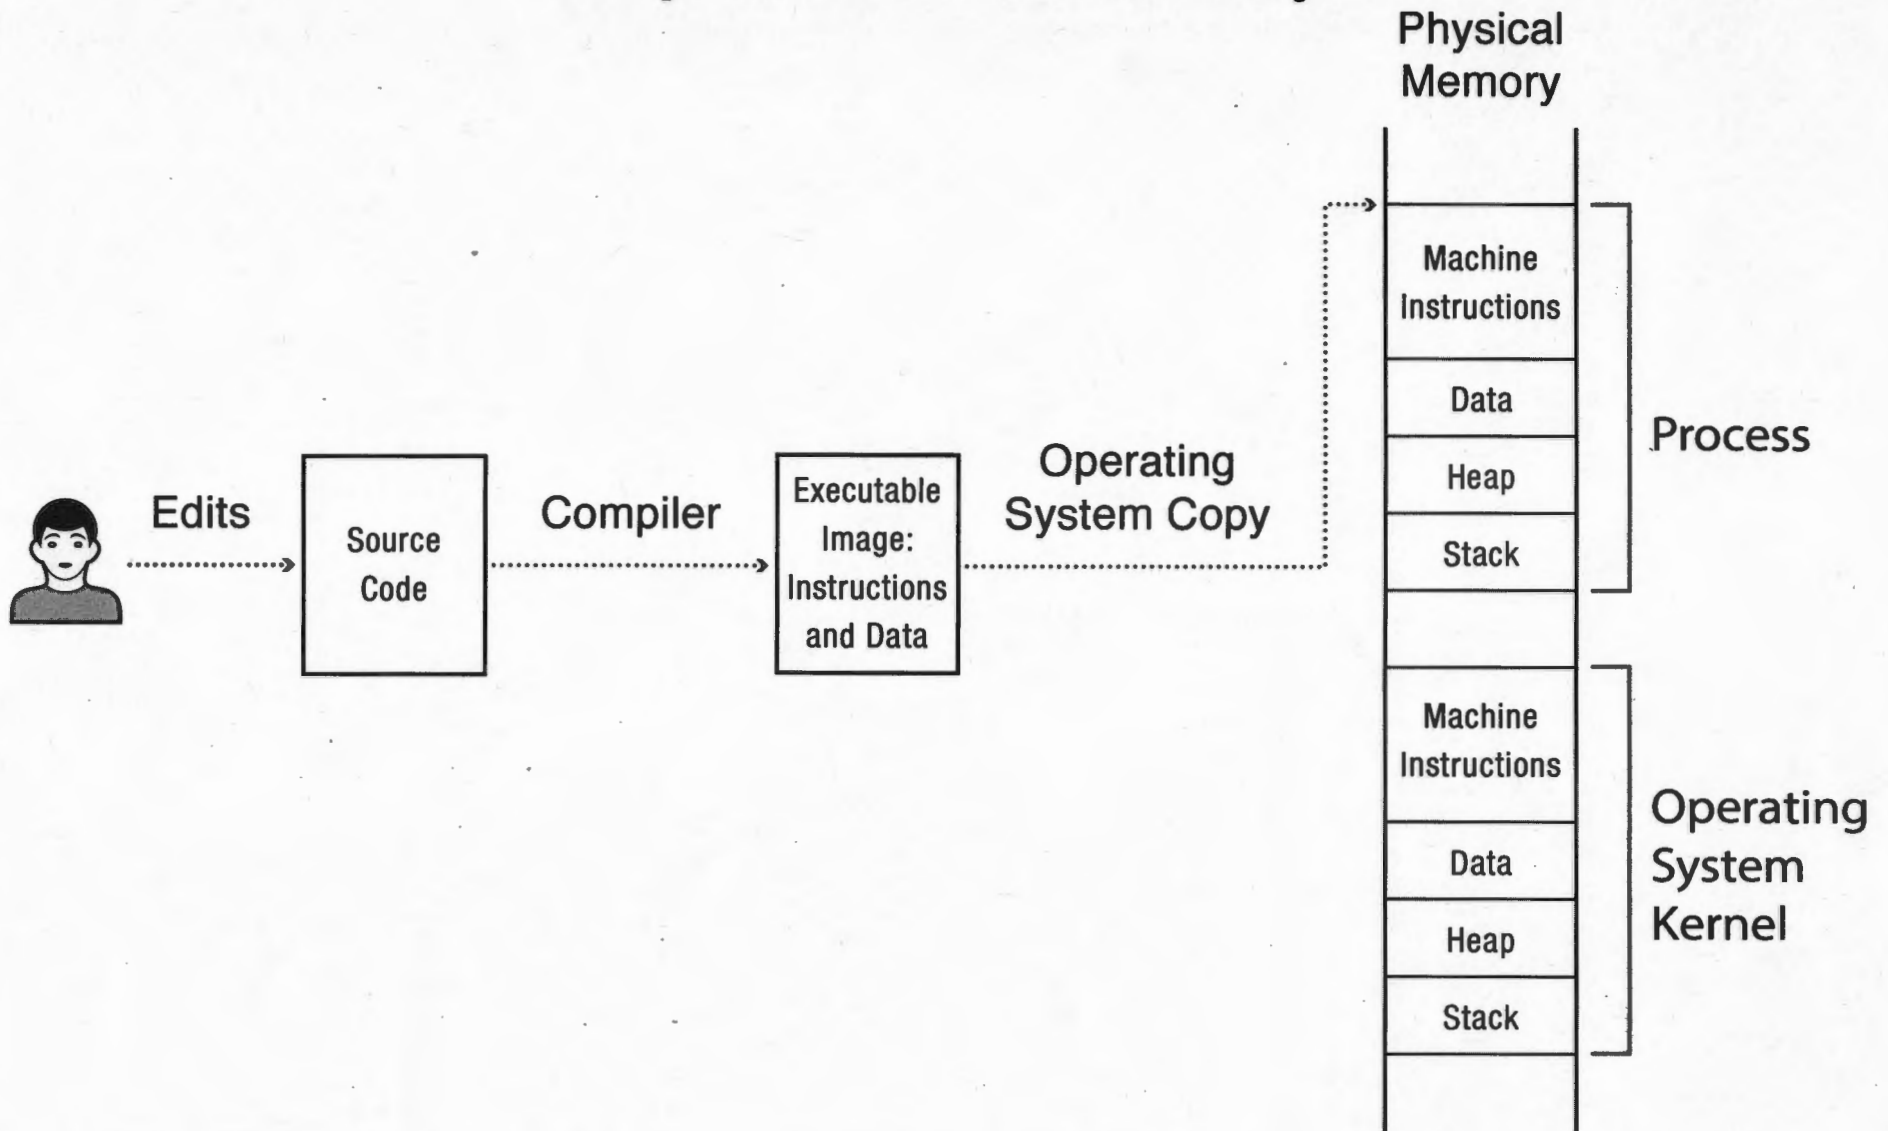 Physical
Memory
Edits
Source
Code
Compiler
Executable
Image:
Instructions
and Data
Operating
System Copy
Machine
Instructions
Data
Heap
Stack
Process
Machine
Instructions
Data
Heap
Stack
Operating
System
Kernel